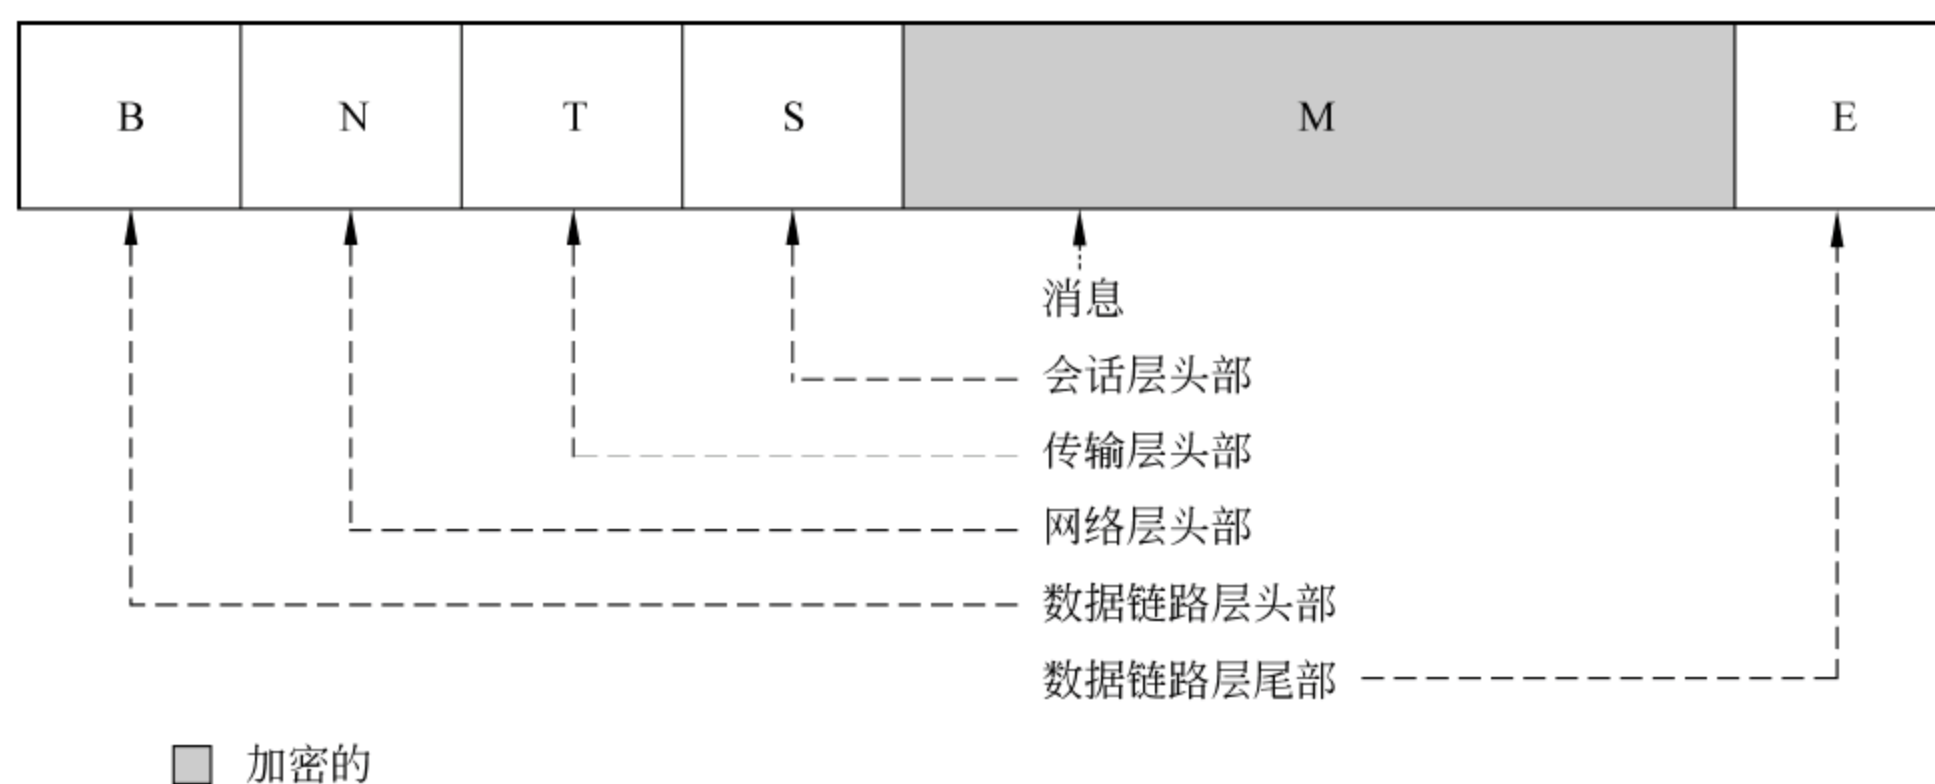 B N T S M E
消息
会话层头部
传输层头部
网络层头部
数据链路层头部
数据链路层尾部
加密的